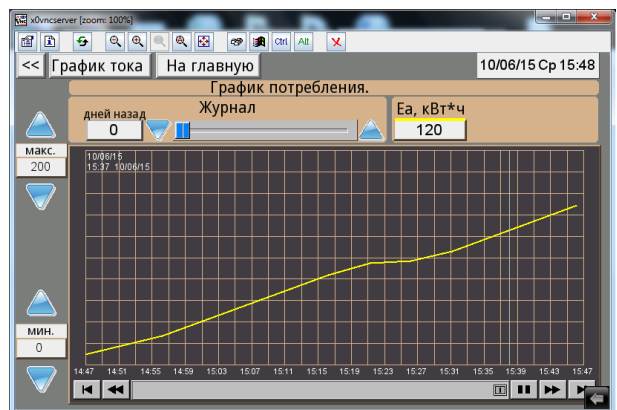 x0vncserver [zoom: 100%]
Ctrl Alt
<< График тока На главную 10/06/15 Ср 15:48
График потребления.
дней назад Журнал Еа, кВт*ч
0 120
макс.
200
10/06/15
15:37 10/06/15
мин.
0
14:47 14:51 14:55 14:59 15:03 15:07 15:11 15:15 15:19 15:23 15:27 15:31 15:35 15:39 15:43 15:47